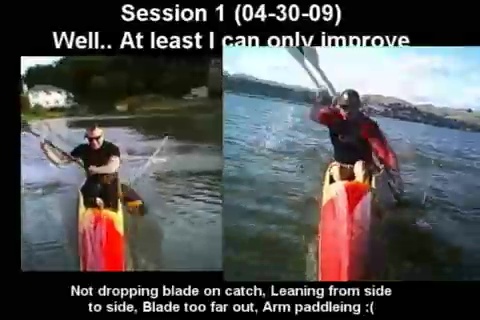 Session 1 (04-30-09)
Well.. At least I can only improve
Not dropping blade on catch, Leaning from side
to side, Blade too far out, Arm paddleing :(